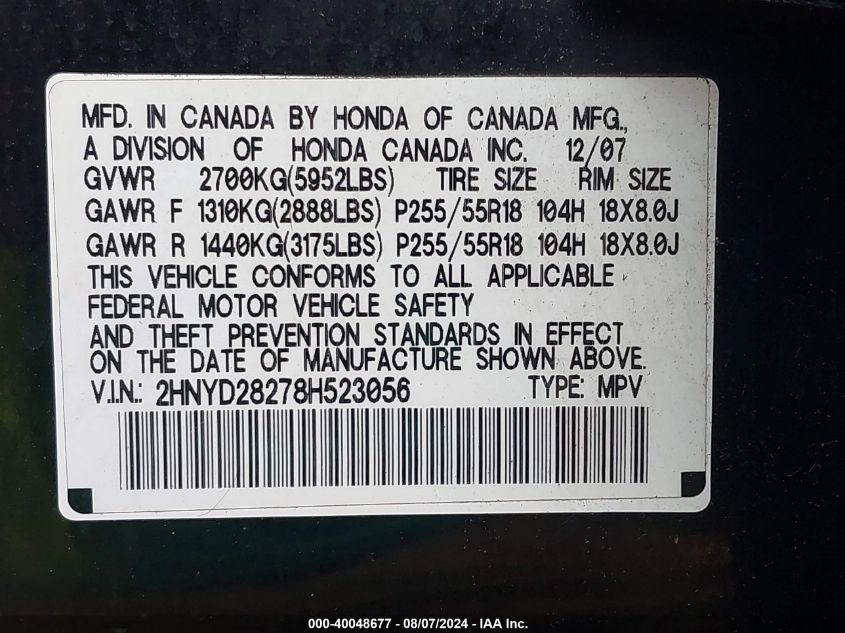 MFD. IN CANADA BY HONDA OF CANADA MFG.,
A DIVISION OF HONDA CANADA INC. 12/07
GVWR 2700KG(5952LBS) TIRE SIZE RIM SIZE
GAWR F 1310KG(2888LBS) P255/55R18 104H 18X8.0J
GAWR R 1440KG(3175LBS) P255/55R18 104H 18X8.0J
THIS VEHICLE CONFORMS TO ALL APPLICABLE
FEDERAL MOTOR VEHICLE SAFETY
AND THEFT PREVENTION STANDARDS IN EFFECT
ON THE DATE OF MANUFACTURE SHOWN ABOVE.
V.I.N.: 2HNYD28278H523056 TYPE: MPV
000-40048677 - 08/07/2024 - IAA Inc.